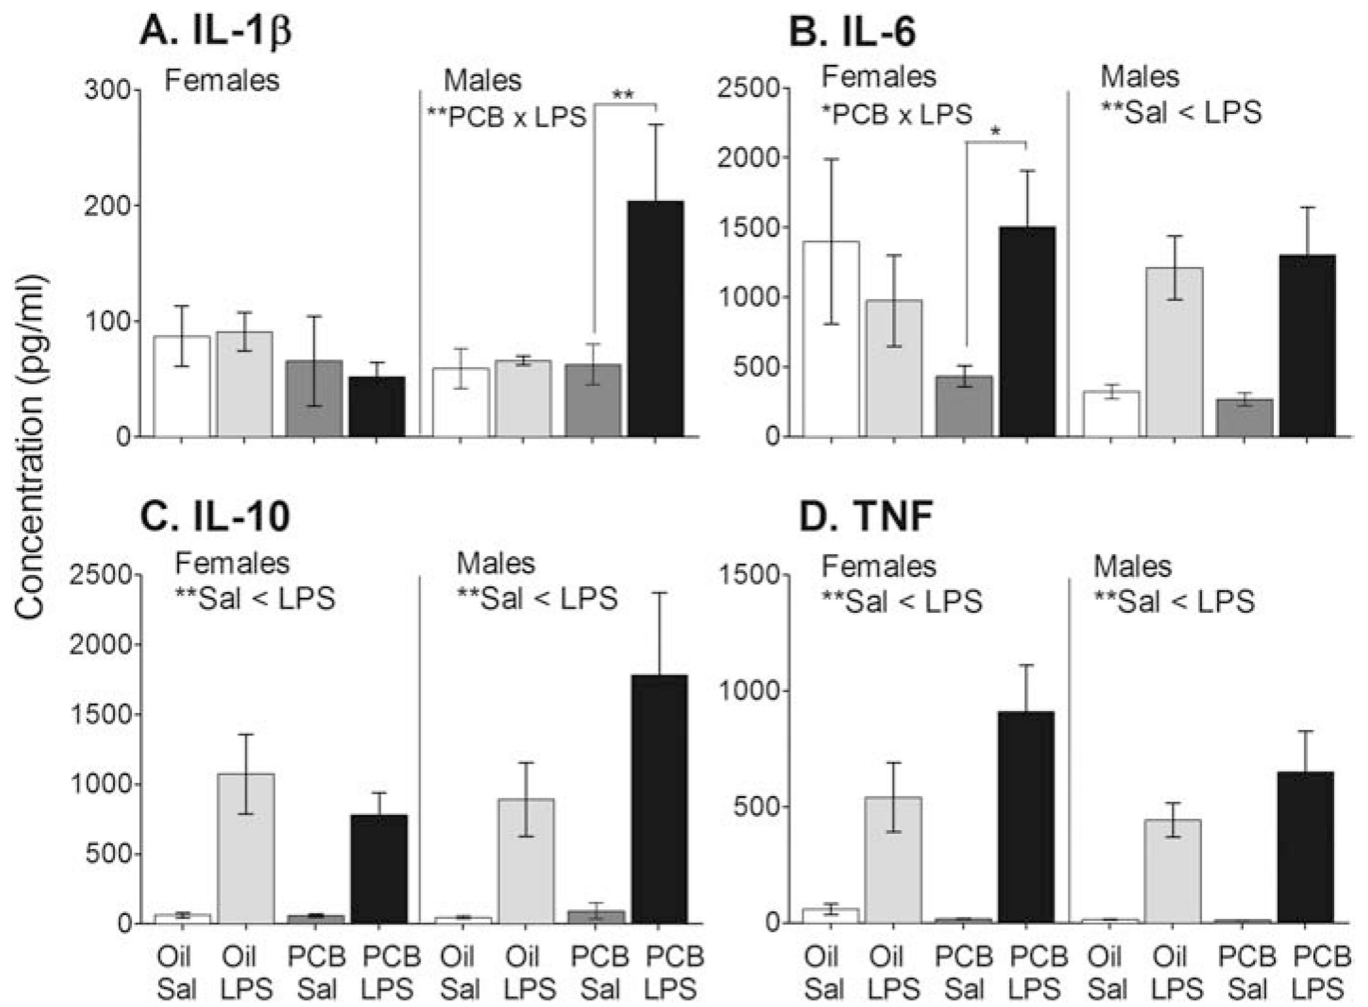 A. IL-1β
Females
Males
**PCB x LPS
**
300
200
100
0
B. IL-6
Females
*PCB x LPS
*
Males
**Sal < LPS
2500
2000
1500
1000
500
0
Concentration (pg/ml)
C. IL-10
Females
**Sal < LPS
Males
**Sal < LPS
2500
2000
1500
1000
500
0
Oil Oil PCB PCB Oil Oil PCB PCB
Sal LPS Sal LPS Sal LPS Sal LPS
D. TNF
Females
**Sal < LPS
Males
**Sal < LPS
1500
1000
500
0
Oil Oil PCB PCB Oil Oil PCB PCB
Sal LPS Sal LPS Sal LPS Sal LPS